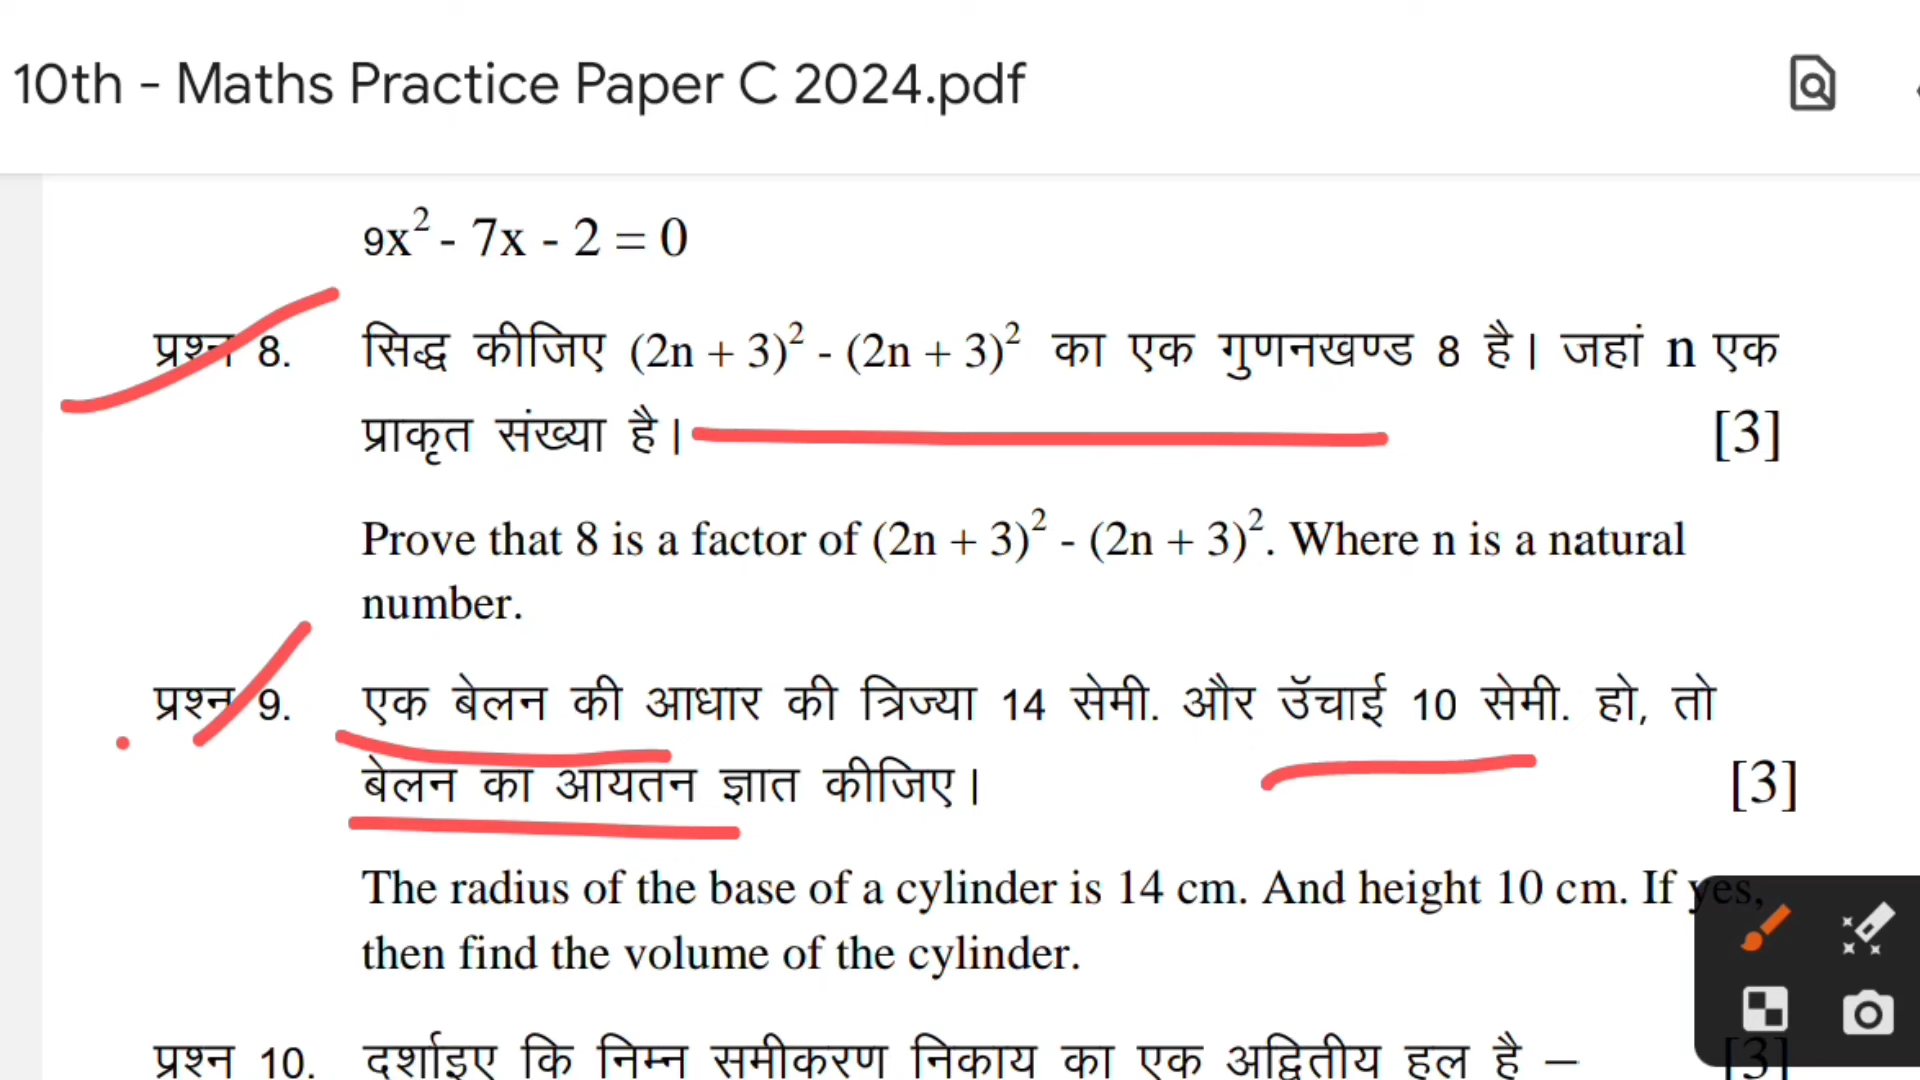 10th - Maths Practice Paper C 2024.pdf
9x² - 7x - 2 = 0
प्रश्न 8. सिद्ध कीजिए (2n + 3)² - (2n + 3)² का एक गुणनखण्ड 8 है। जहां n एक
प्राकृत संख्या है। [3]
Prove that 8 is a factor of (2n + 3)² - (2n + 3)². Where n is a natural
number.
प्रश्न 9. एक बेलन की आधार की त्रिज्या 14 सेमी. और उॅचाई 10 सेमी. हो, तो
बेलन का आयतन ज्ञात कीजिए। [3]
The radius of the base of a cylinder is 14 cm. And height 10 cm. If yes,
then find the volume of the cylinder.
प्रश्न 10. दर्शाइए कि निम्न समीकरण निकाय का एक अद्वितीय हल है – [3]